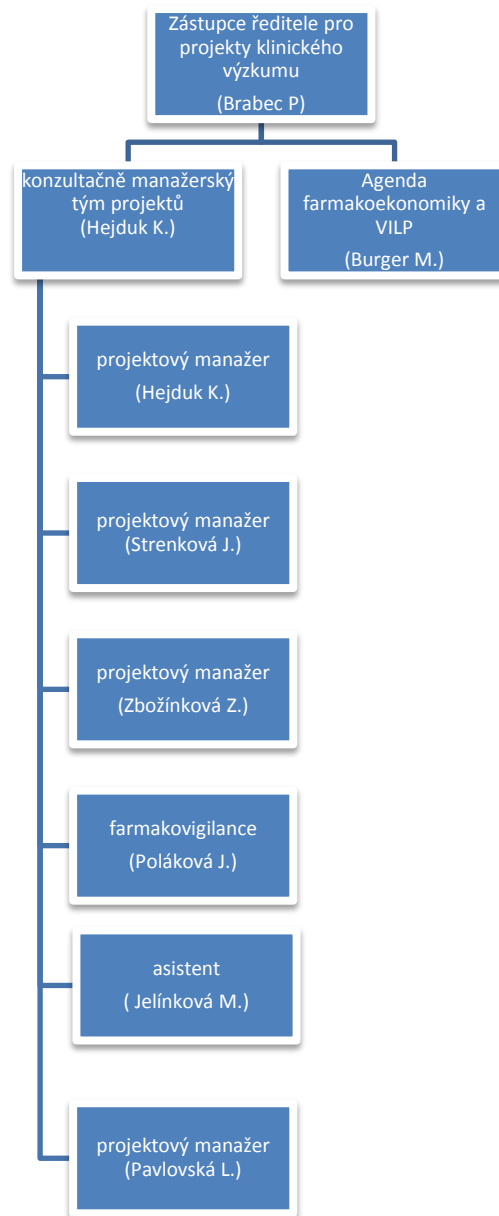 Zástupce ředitele pro
projekty klinického
výzkumu
(Brabec P)
konzultačně manažerský
tým projektů
(Hejduk K.)
Agenda
farmakoekonomiky a
VILP
(Burger M.)
projektový manažer
(Hejduk K.)
projektový manažer
(Strenková J.)
projektový manažer
(Zbožínková Z.)
farmakovigilance
(Poláková J.)
asistent
( Jelínková M.)
projektový manažer
(Pavlovská L.)